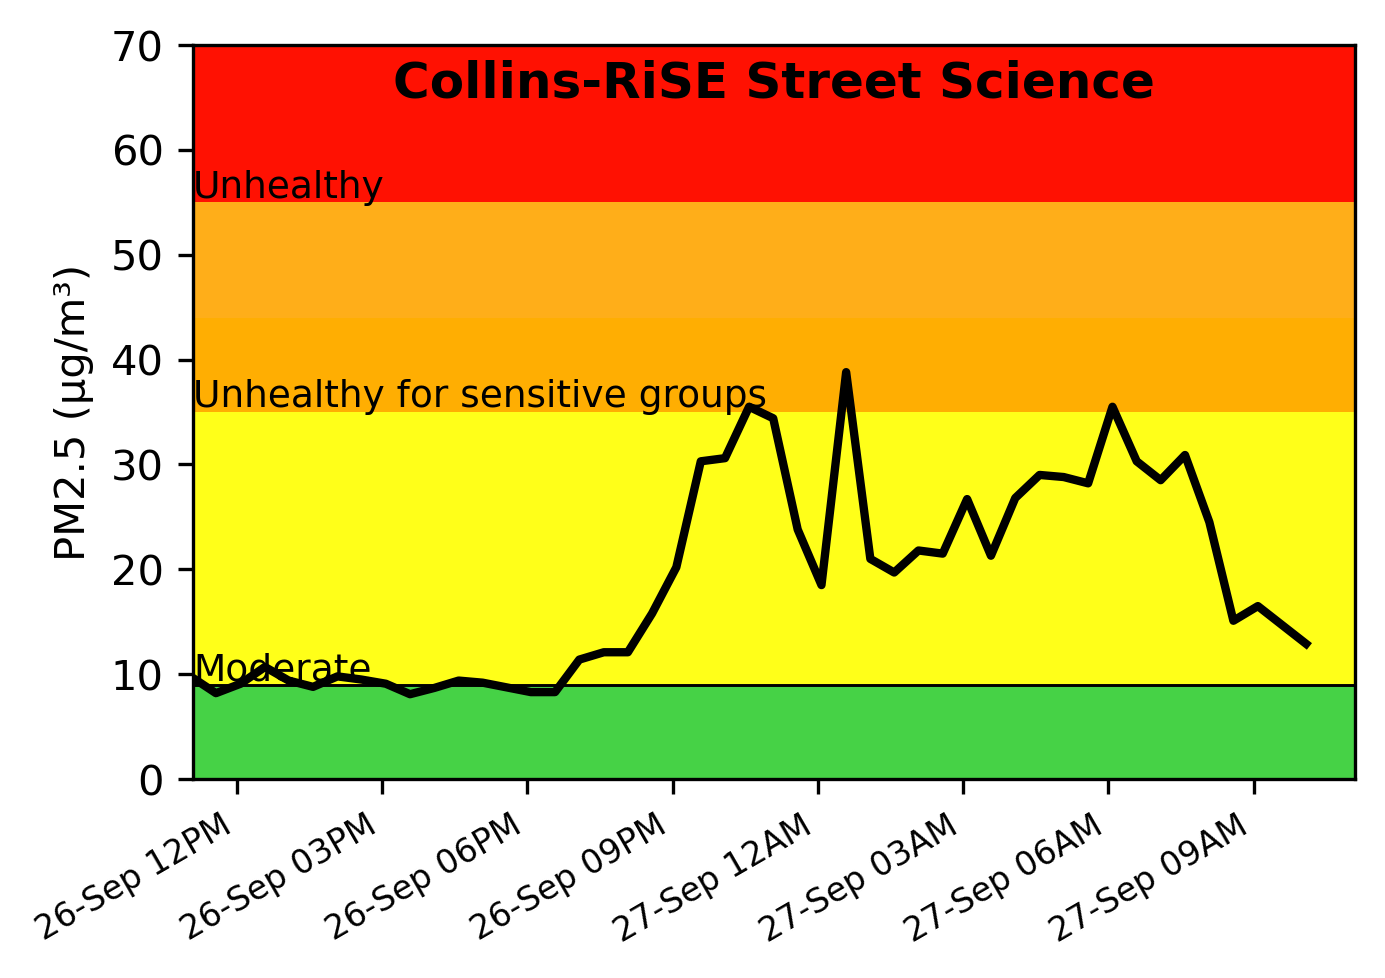 Collins-RiSE Street Science
70
60
Unhealthy
50
PM2.5 (μg/m³)
40
Unhealthy for sensitive groups
30
20
Moderate
10
0
26-Sep 12PM
26-Sep 03PM
26-Sep 06PM
26-Sep 09PM
27-Sep 12AM
27-Sep 03AM
27-Sep 06AM
27-Sep 09AM